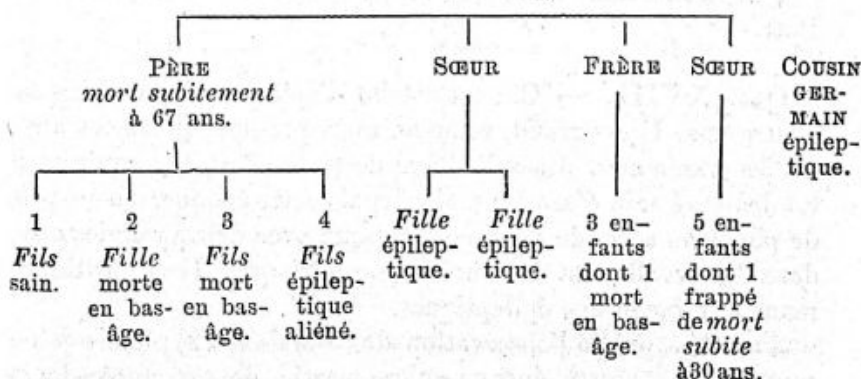 PÈRE
mort subitement
à 67 ans.
SŒUR
FRÈRE
SŒUR
COUSIN
GER-
MAIN
épilep-
tique.
1
Fils
sain.
2
Fille
morte
en bas-
âge.
3
Fils
mort
en bas-
âge.
4
Fils
épilep-
tique
aliéné.
Fille
épilep-
tique.
Fille
épilep-
tique.
3 en-
fants
dont 1
mort
en bas-
âge.
5 en-
fants
dont 1
frappé
de mort
subite
à 30 ans.